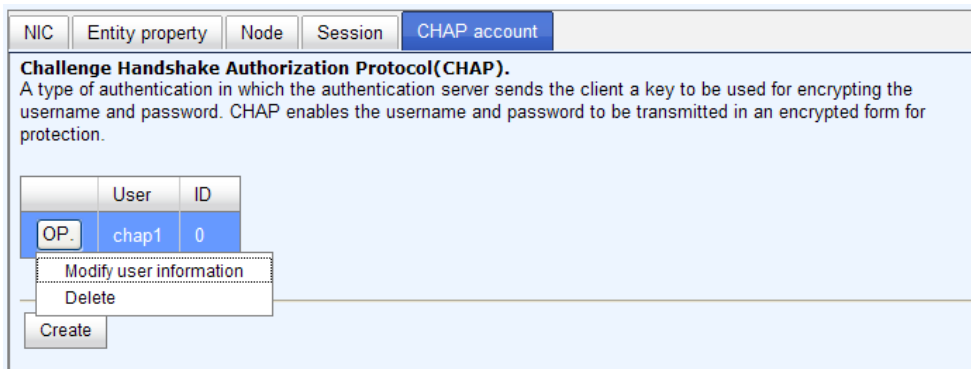 NIC Entity property Node Session CHAP account
Challenge Handshake Authorization Protocol(CHAP).
A type of authentication in which the authentication server sends the client a key to be used for encrypting the
username and password. CHAP enables the username and password to be transmitted in an encrypted form for
protection.
User ID
OP. chap1 0
Modify user information
Delete
Create